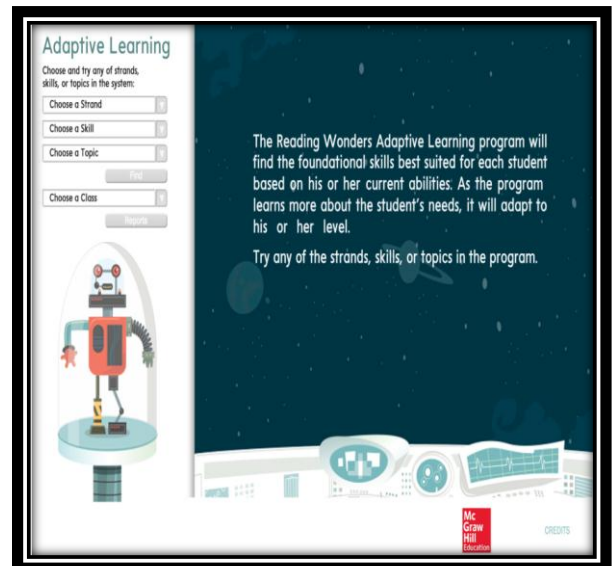 Adaptive Learning
Choose and try any of strands,
skills, or topics in the system:
Choose a Strand
Choose a Skill
Choose a Topic
Find
Choose a Class
Reports
The Reading Wonders Adaptive Learning program will
find the foundational skills best suited for each student
based on his or her current abilities. As the program
learns more about the student's needs, it will adapt to
his or her level.
Try any of the strands, skills, or topics in the program.
Mc
Graw
Hill
Education
CREDITS